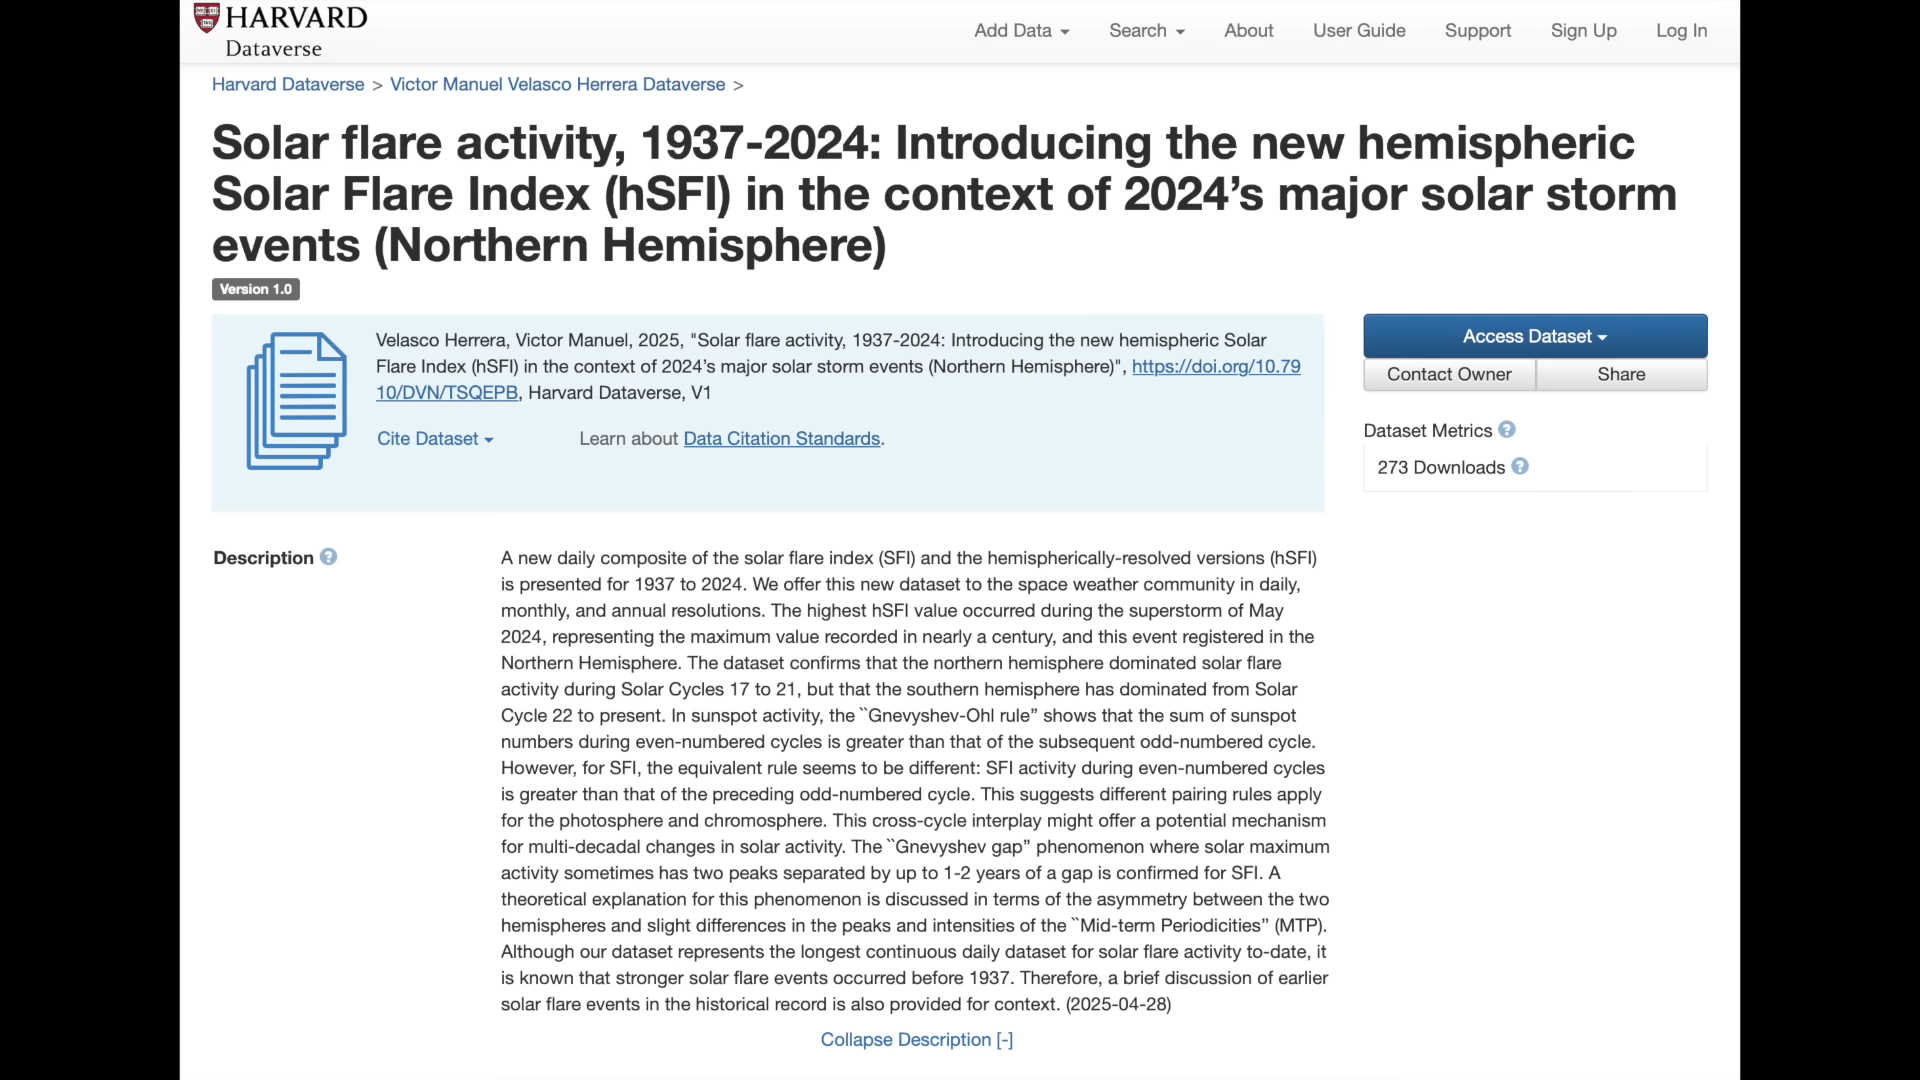 HARVARD
Dataverse
Add Data
Search
About
User Guide
Support
Sign Up
Log In
Harvard Dataverse > Victor Manuel Velasco Herrera Dataverse >
Solar flare activity, 1937-2024: Introducing the new hemispheric
Solar Flare Index (hSFI) in the context of 2024’s major solar storm
events (Northern Hemisphere)
Version 1.0
Velasco Herrera, Victor Manuel, 2025, "Solar flare activity, 1937-2024: Introducing the new hemispheric Solar
Flare Index (hSFI) in the context of 2024’s major solar storm events (Northern Hemisphere)", https://doi.org/10.79
10/DVN/TSQEPB, Harvard Dataverse, V1
Cite Dataset
Learn about Data Citation Standards.
Access Dataset
Contact Owner
Share
Dataset Metrics ?
273 Downloads ?
Description ?
A new daily composite of the solar flare index (SFI) and the hemispherically-resolved versions (hSFI)
is presented for 1937 to 2024. We offer this new dataset to the space weather community in daily,
monthly, and annual resolutions. The highest hSFI value occurred during the superstorm of May
2024, representing the maximum value recorded in nearly a century, and this event registered in the
Northern Hemisphere. The dataset confirms that the northern hemisphere dominated solar flare
activity during Solar Cycles 17 to 21, but that the southern hemisphere has dominated from Solar
Cycle 22 to present. In sunspot activity, the ``Gnevyshev-Ohl rule” shows that the sum of sunspot
numbers during even-numbered cycles is greater than that of the subsequent odd-numbered cycle.
However, for SFI, the equivalent rule seems to be different: SFI activity during even-numbered cycles
is greater than that of the preceding odd-numbered cycle. This suggests different pairing rules apply
for the photosphere and chromosphere. This cross-cycle interplay might offer a potential mechanism
for multi-decadal changes in solar activity. The ``Gnevyshev gap” phenomenon where solar maximum
activity sometimes has two peaks separated by up to 1-2 years of a gap is confirmed for SFI. A
theoretical explanation for this phenomenon is discussed in terms of the asymmetry between the two
hemispheres and slight differences in the peaks and intensities of the ``Mid-term Periodicities” (MTP).
Although our dataset represents the longest continuous daily dataset for solar flare activity to-date, it
is known that stronger solar flare events occurred before 1937. Therefore, a brief discussion of earlier
solar flare events in the historical record is also provided for context. (2025-04-28)
Collapse Description [-]